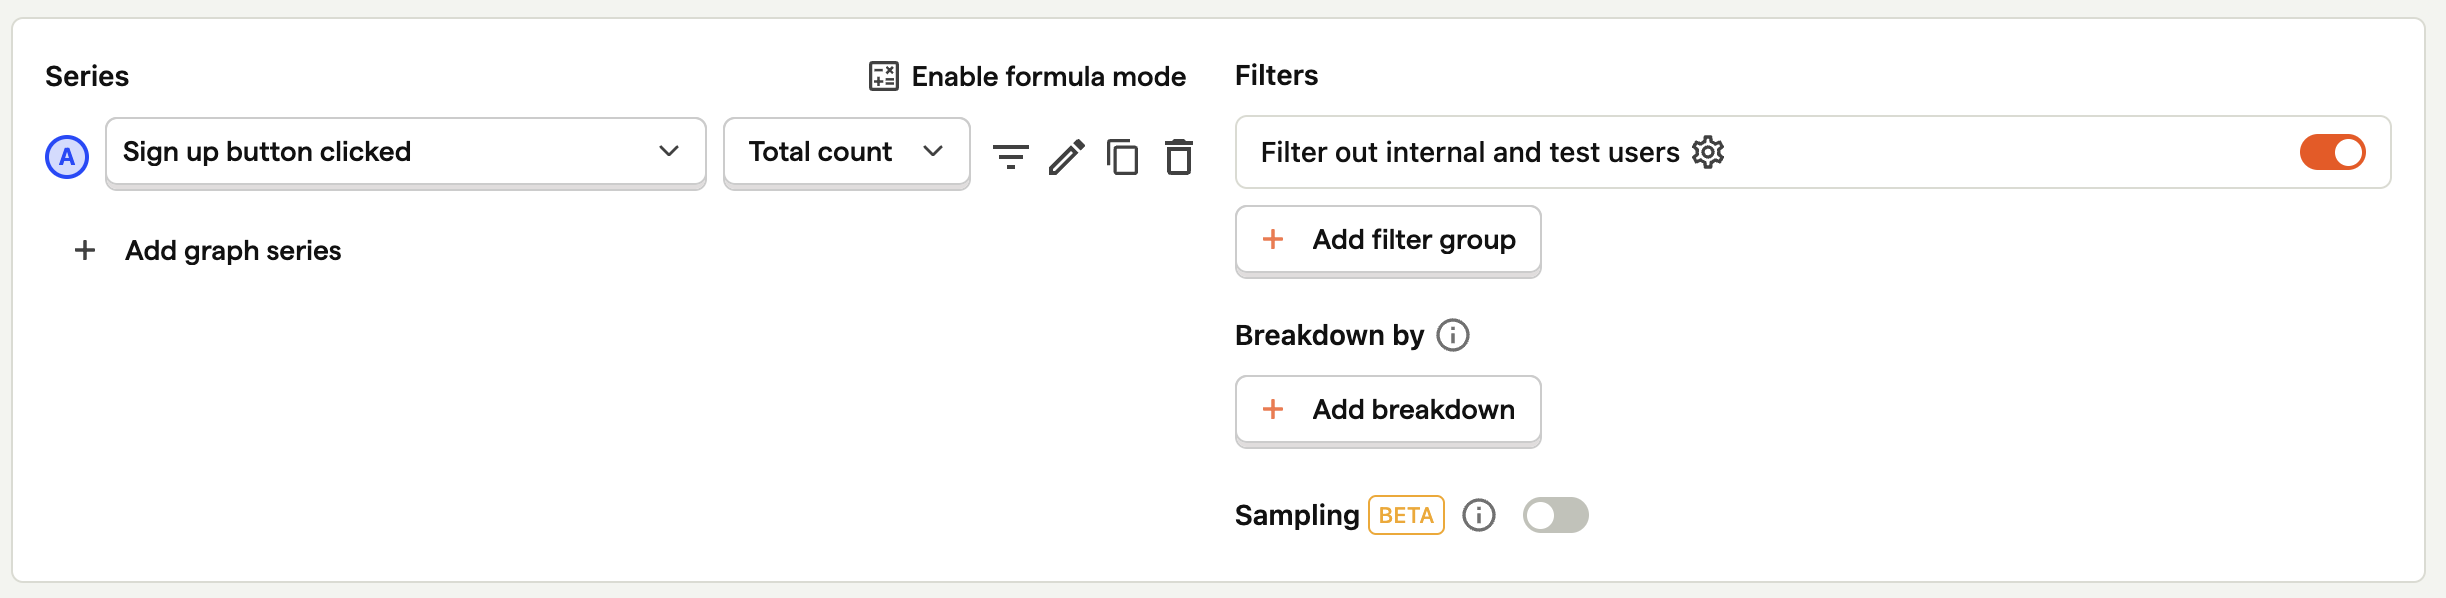 Series
Enable formula mode
A
Sign up button clicked
Total count
Add graph series
Filters
Filter out internal and test users
Add filter group
Breakdown by
Add breakdown
Sampling BETA